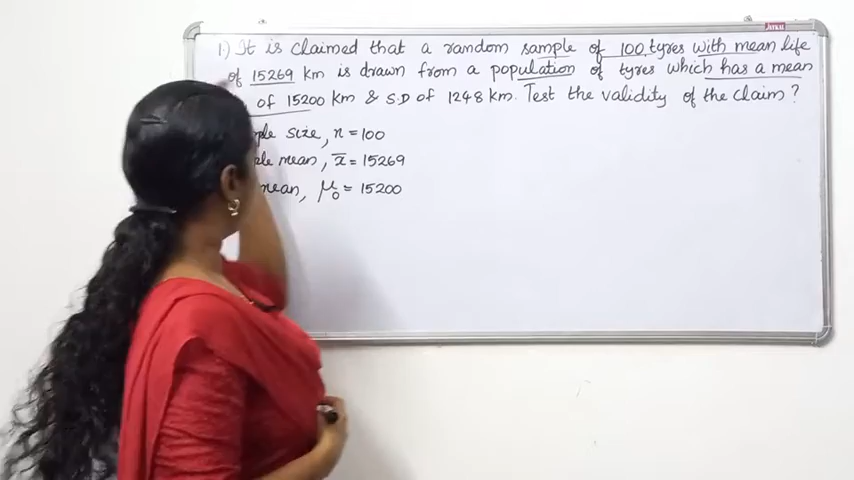 1.) It is claimed that a random sample of 100 tyres with mean life
of 15269 km is drawn from a population of tyres which has a mean
of 15200 km & S.D of 1248 km. Test the validity of the claim?
size, n = 100
mean, x̄ = 15269
mean, μ₀ = 15200